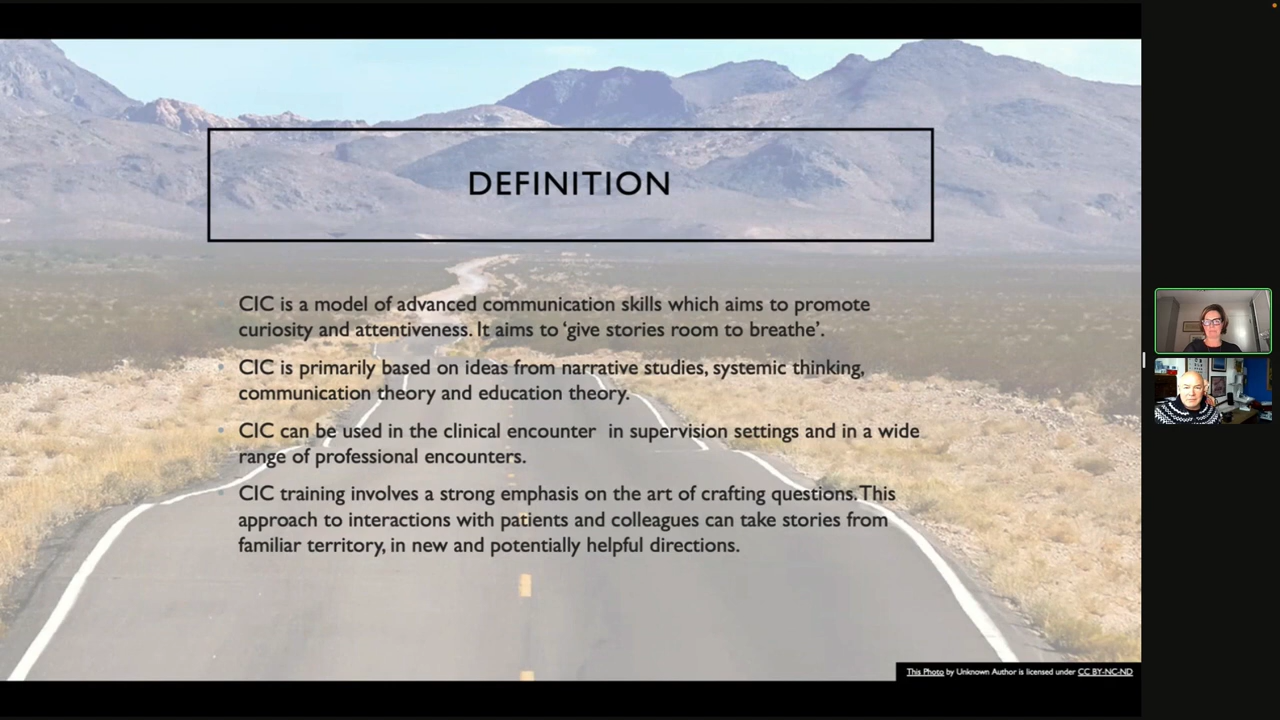 DEFINITION
CIC is a model of advanced communication skills which aims to promote
curiosity and attentiveness. It aims to ‘give stories room to breathe’.
CIC is primarily based on ideas from narrative studies, systemic thinking,
communication theory and education theory.
CIC can be used in the clinical encounter  in supervision settings and in a wide
range of professional encounters.
CIC training involves a strong emphasis on the art of crafting questions.This
approach to interactions with patients and colleagues can take stories from
familiar territory, in new and potentially helpful directions.
This Photo by Unknown Author is licensed under CC BY-NC-ND